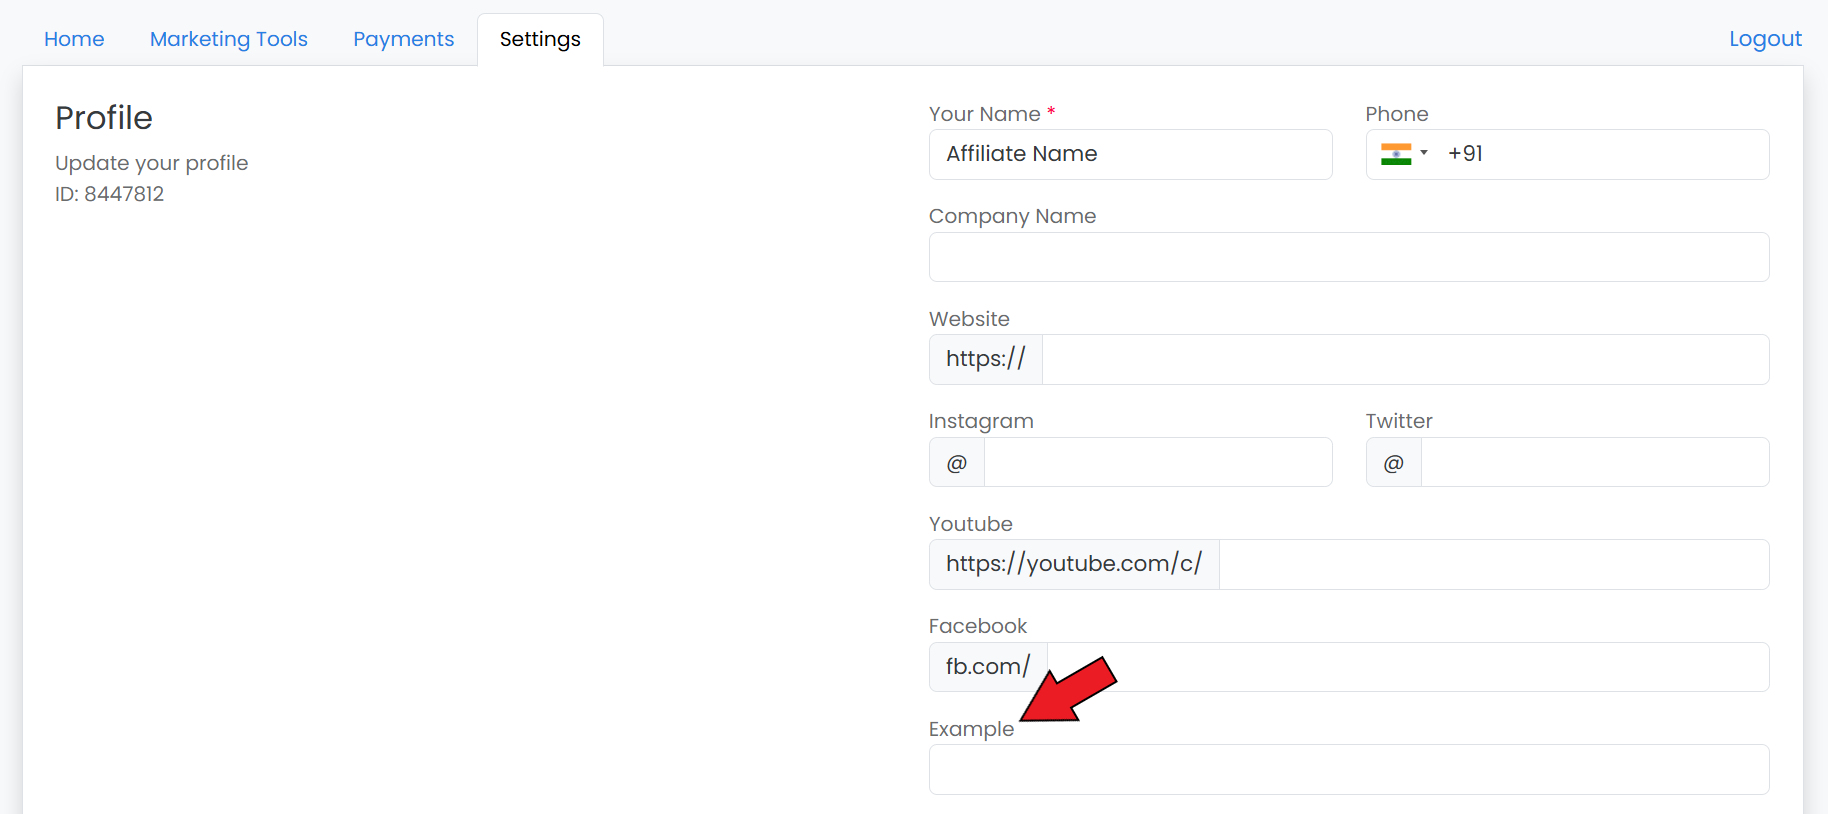 Home Marketing Tools Payments Settings Logout
Profile
Update your profile
ID: 8447812
Your Name * Phone
Affiliate Name +91
Company Name
Website
https://
Instagram Twitter
@ @
Youtube
https://youtube.com/c/
Facebook
fb.com/
Example